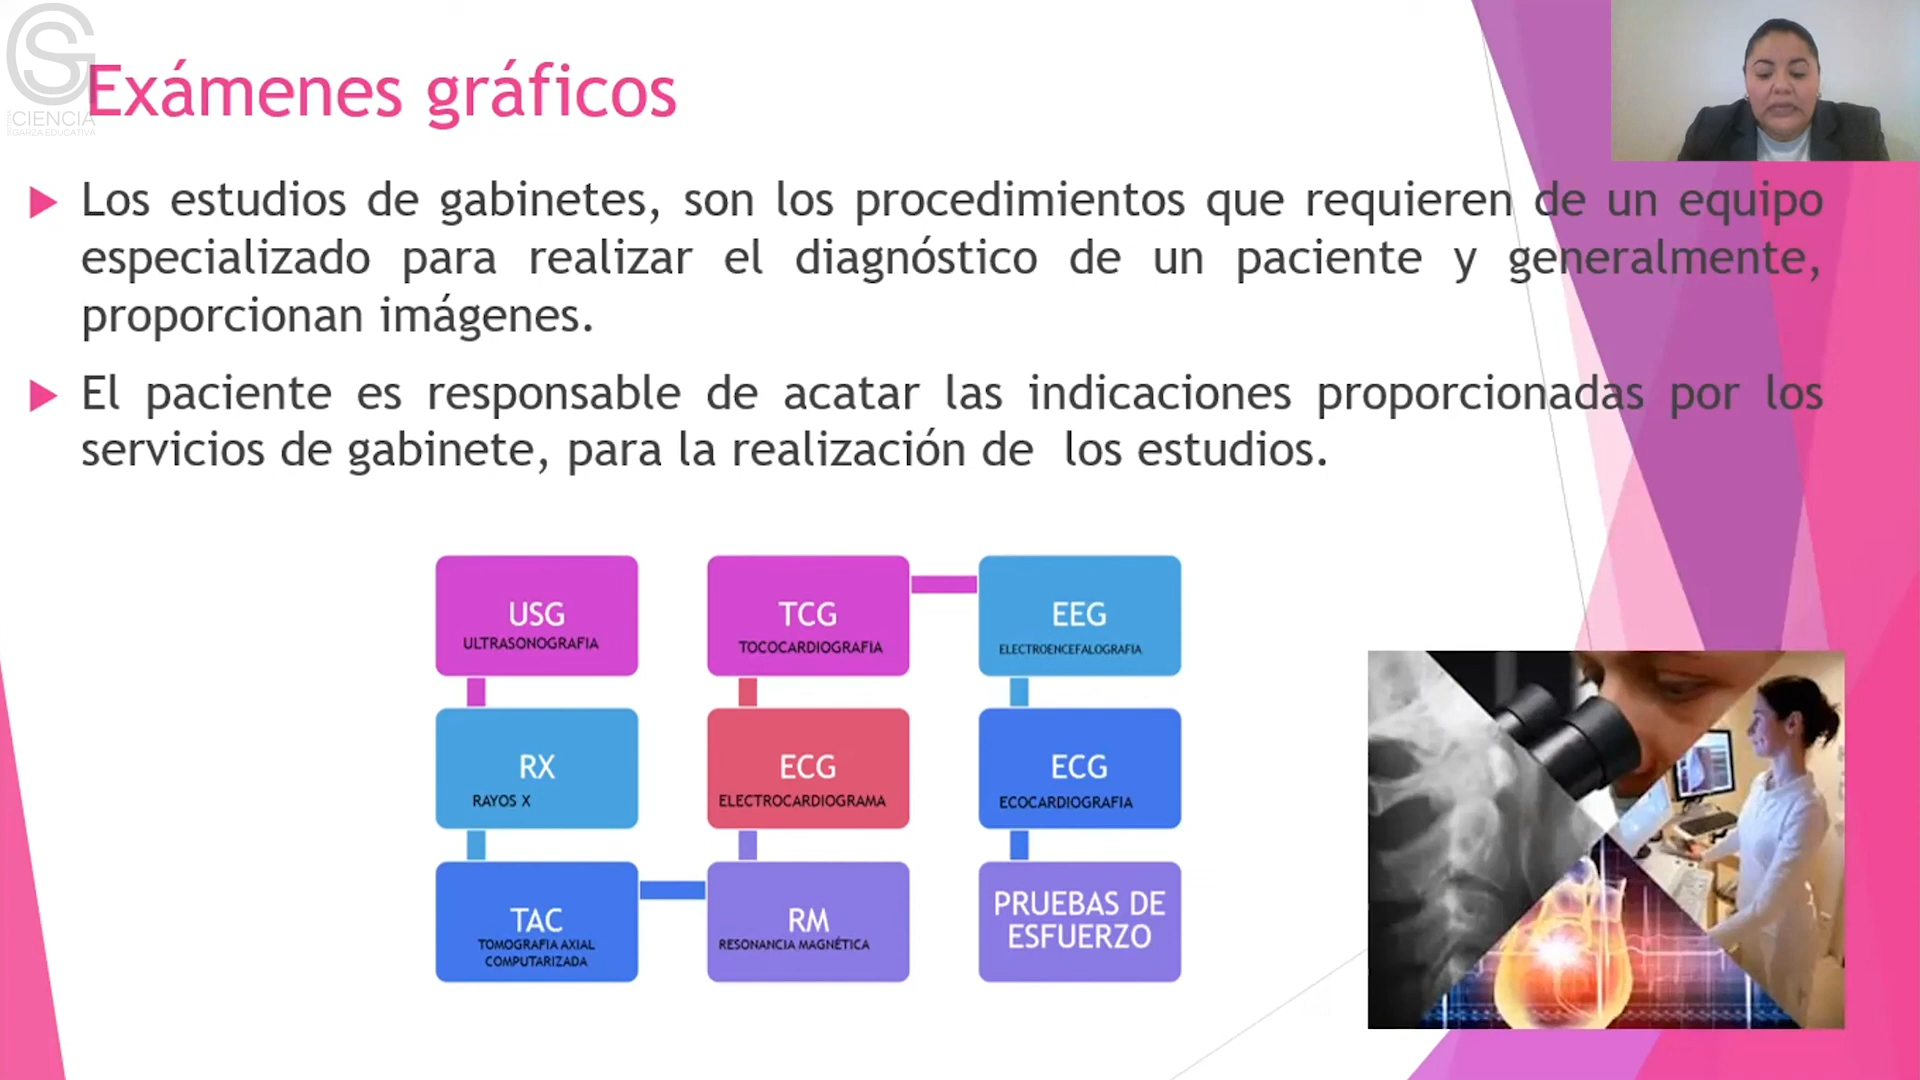 CIENCIA
GARZA EDUCATIVA
Exámenes gráficos
Los estudios de gabinetes, son los procedimientos que requieren de un equipo
especializado para realizar el diagnóstico de un paciente y generalmente,
proporcionan imágenes.
El paciente es responsable de acatar las indicaciones proporcionadas por los
servicios de gabinete, para la realización de los estudios.
USG
ULTRASONOGRAFIA
RX
RAYOS X
TAC
TOMOGRAFIA AXIAL
COMPUTARIZADA
RM
RESONANCIA MAGNÉTICA
ECG
ELECTROCARDIOGRAMA
TCG
TOCOCARDIOGRAFIA
EEG
ELECTROENCEFALOGRAFIA
ECG
ECOCARDIOGRAFIA
PRUEBAS DE
ESFUERZO